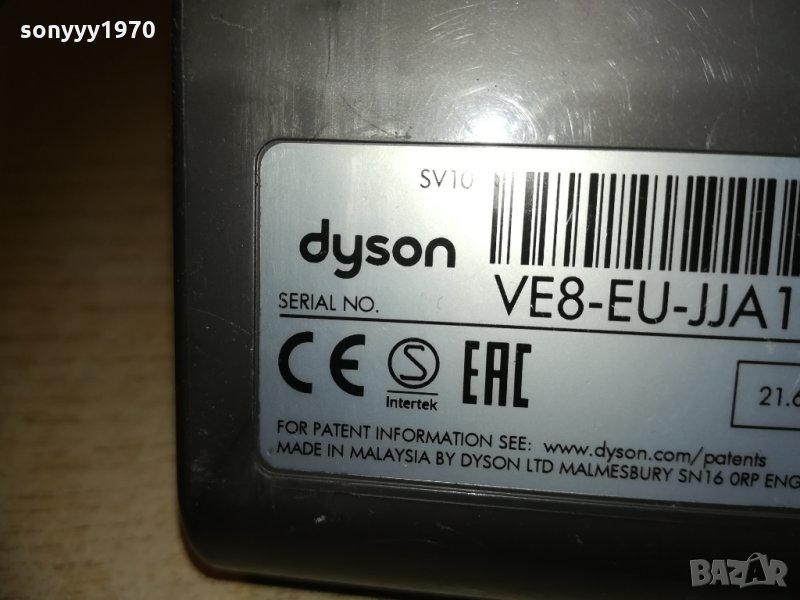 sonyyy1970
SV10
dyson
SERIAL NO.
VE8-EU-JJA1
CE
S
Intertek
EAC
21.6
FOR PATENT INFORMATION SEE: www.dyson.com/patents
MADE IN MALAYSIA BY DYSON LTD MALMESBURY SN16 0RP ENG
BAZAR